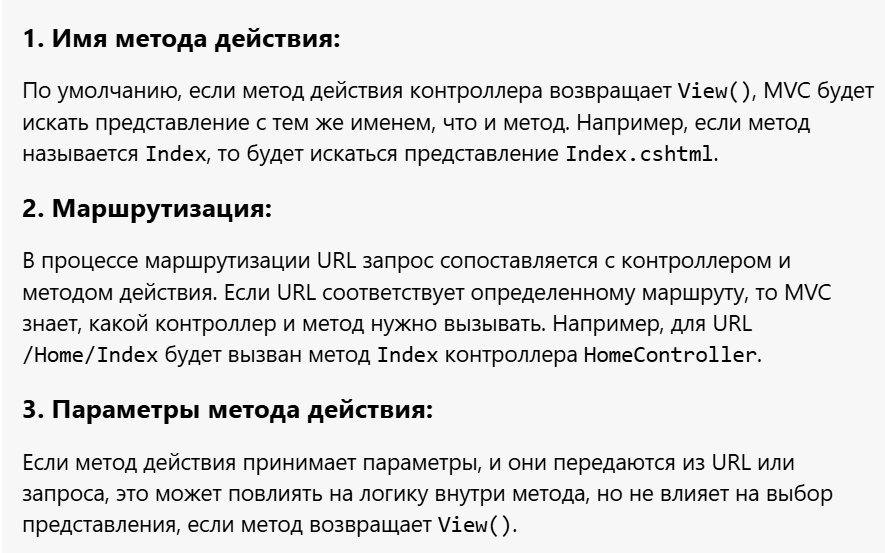 1. Имя метода действия:
По умолчанию, если метод действия контроллера возвращает View(), MVC будет
искать представление с тем же именем, что и метод. Например, если метод
называется Index, то будет искаться представление Index.cshtml.
2. Маршрутизация:
В процессе маршрутизации URL запрос сопоставляется с контроллером и
методом действия. Если URL соответствует определенному маршруту, то MVC
знает, какой контроллер и метод нужно вызывать. Например, для URL
/Home/Index будет вызван метод Index контроллера HomeController.
3. Параметры метода действия:
Если метод действия принимает параметры, и они передаются из URL или
запроса, это может повлиять на логику внутри метода, но не влияет на выбор
представления, если метод возвращает View().